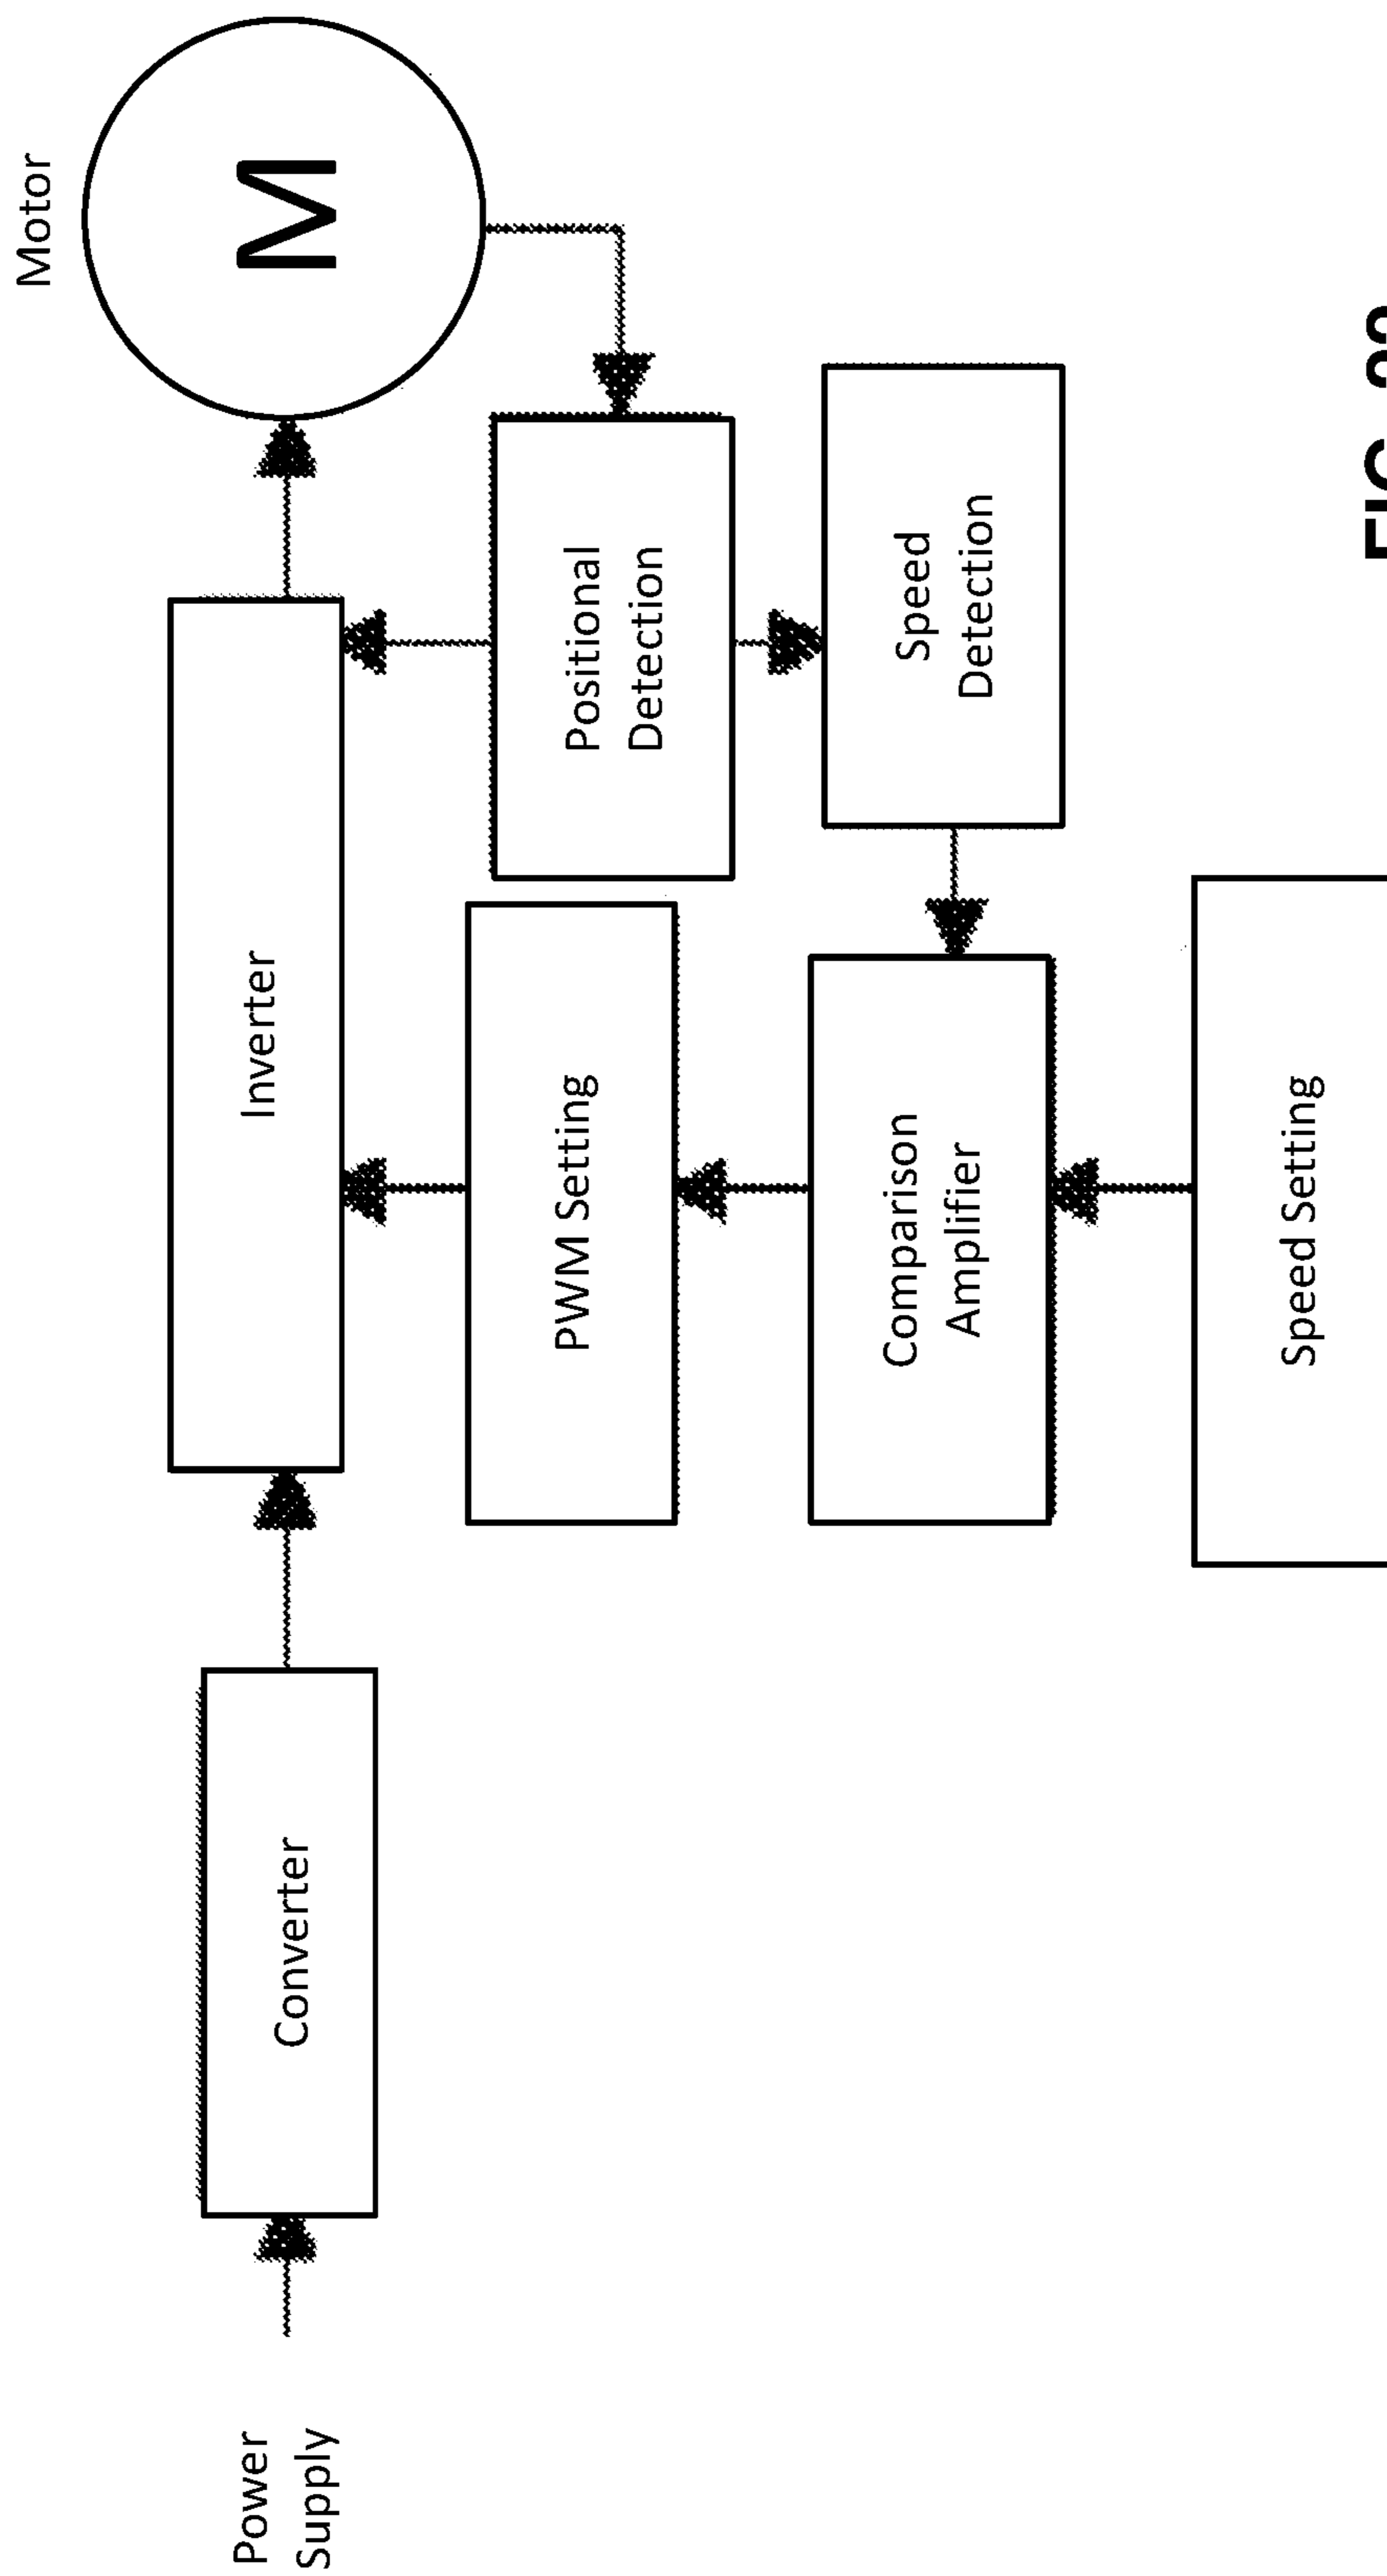 Motor
M
Inverter
Converter
Power
Supply
Positional
Detection
PWM Setting
Speed
Detection
Comparison
Amplifier
Speed Setting